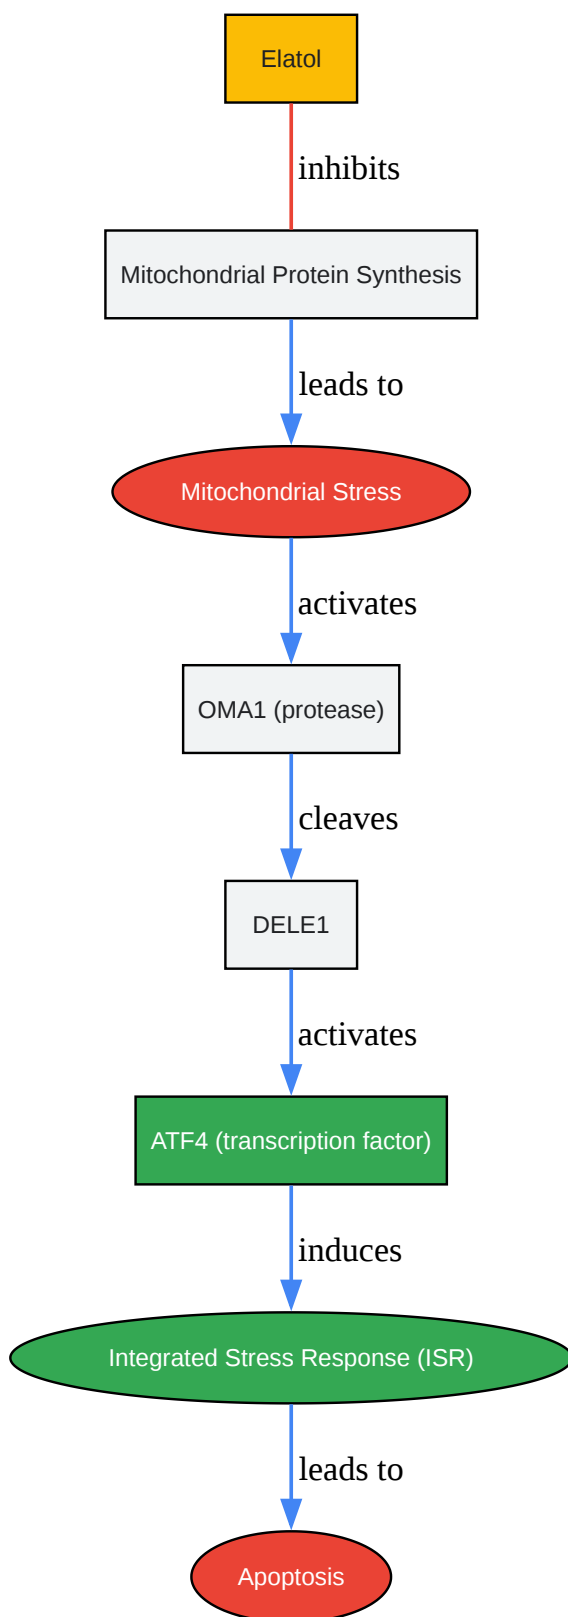 Elatol
inhibits
Mitochondrial Protein Synthesis
leads to
Mitochondrial Stress
activates
OMA1 (protease)
cleaves
DELE1
activates
ATF4 (transcription factor)
induces
Integrated Stress Response (ISR)
leads to
Apoptosis